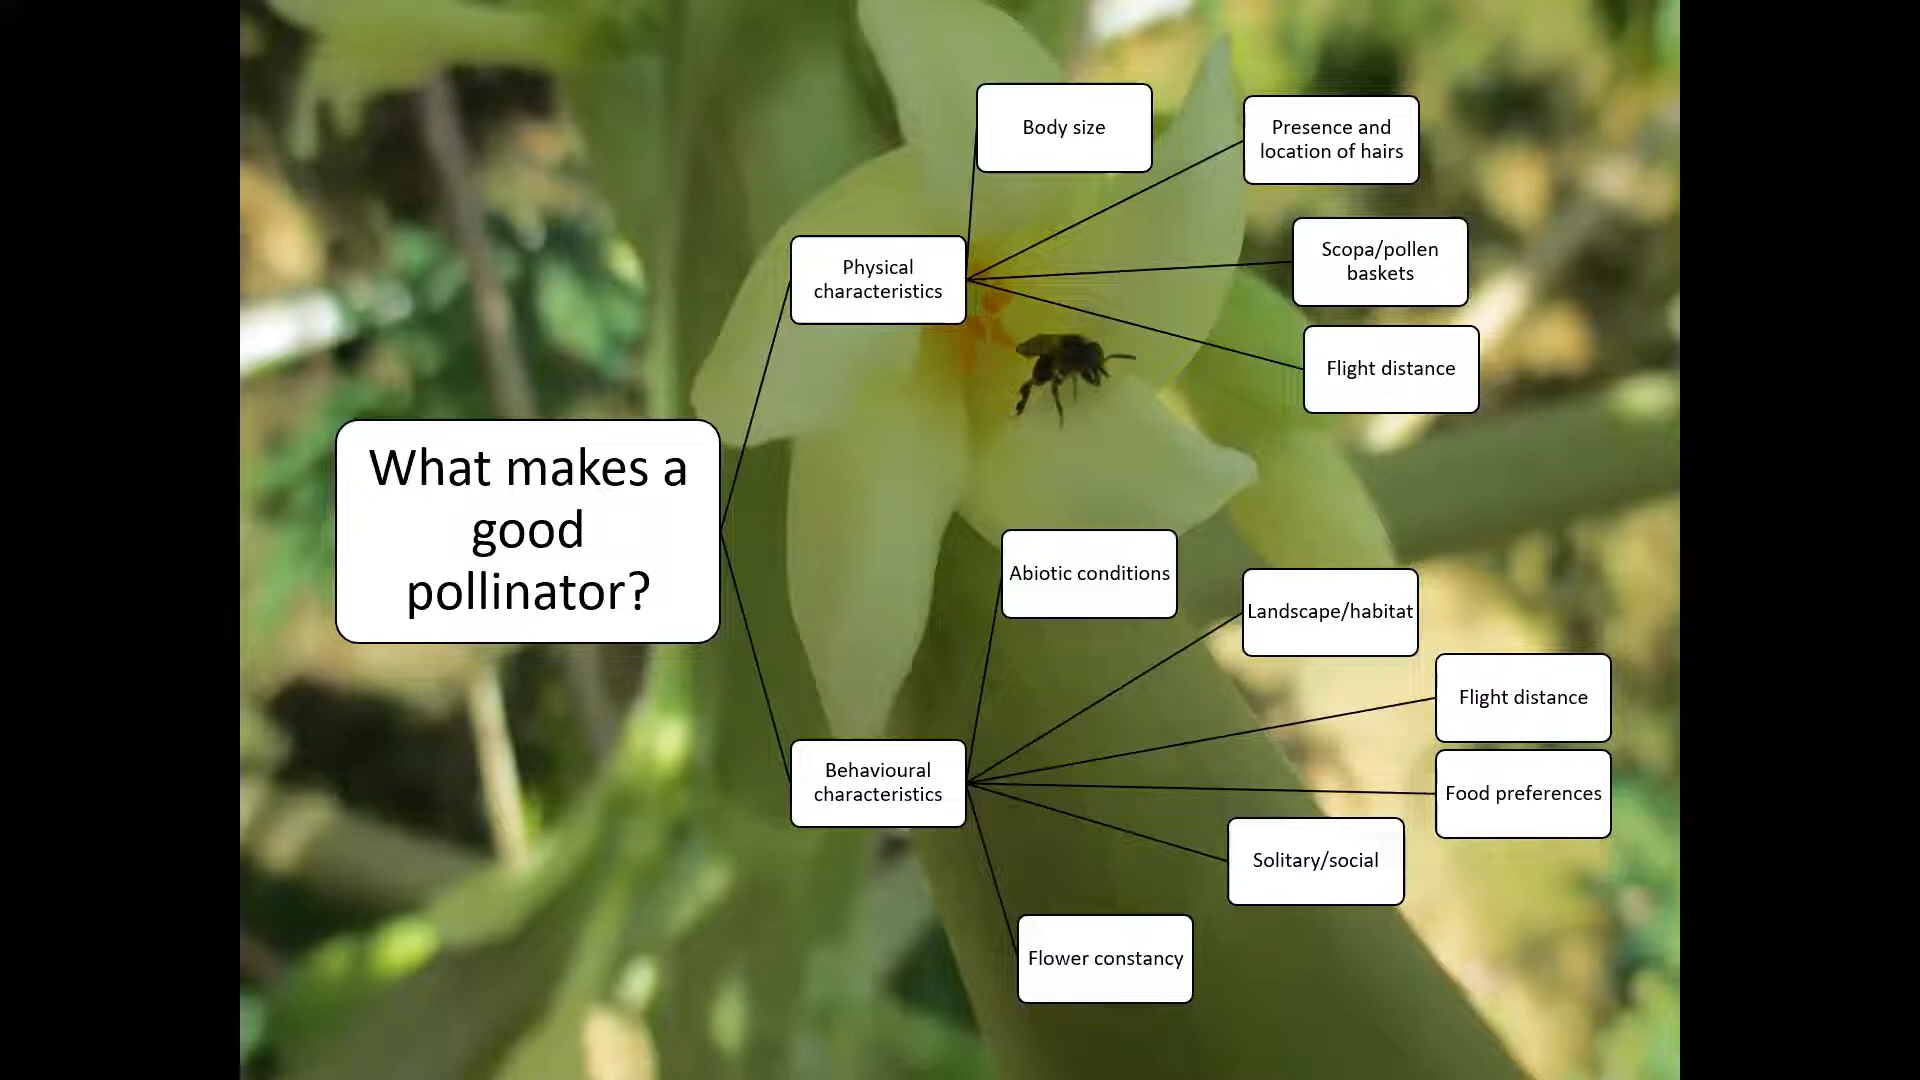 What makes a
good
pollinator?
Physical
characteristics
Body size
Presence and
location of hairs
Scopa/pollen
baskets
Flight distance
Behavioural
characteristics
Abiotic conditions
Landscape/habitat
Flight distance
Food preferences
Solitary/social
Flower constancy